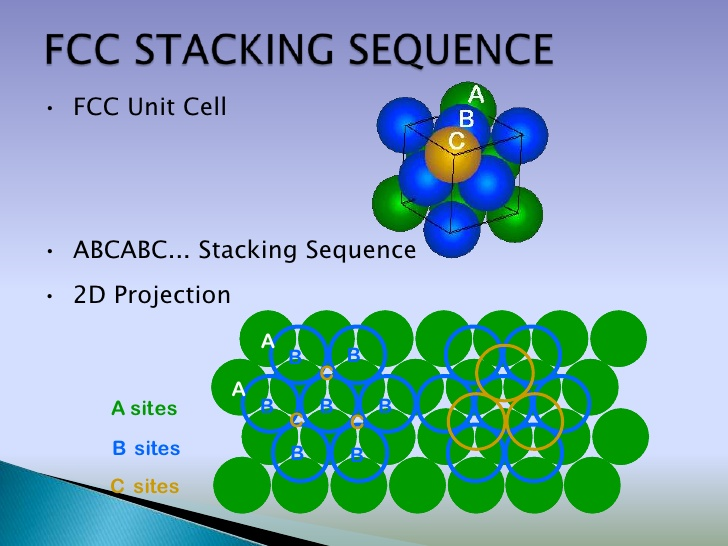 FCC STACKING SEQUENCE
• FCC Unit Cell
A
B
C
• ABCABC... Stacking Sequence
• 2D Projection
A
B B
C
A
B B B
C C
B B
A sites
B sites
C sites